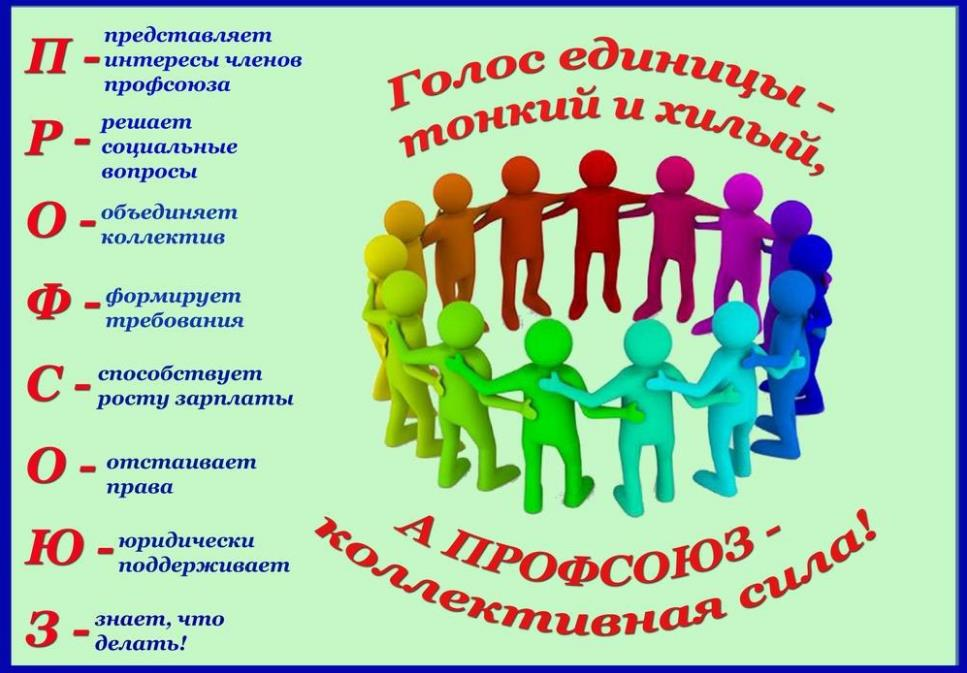 П - представляет
интересы членов
профсоюза
Р - решает
социальные
вопросы
О - объединяет
коллектив
Ф - формирует
требования
С - способствует
росту зарплаты
О - отстаивает
права
Ю - юридически
поддерживает
З - знает, что
делать!
Голос единицы -
тонкий и хилый,
А ПРОФСОЮЗ -
коллективная сила!